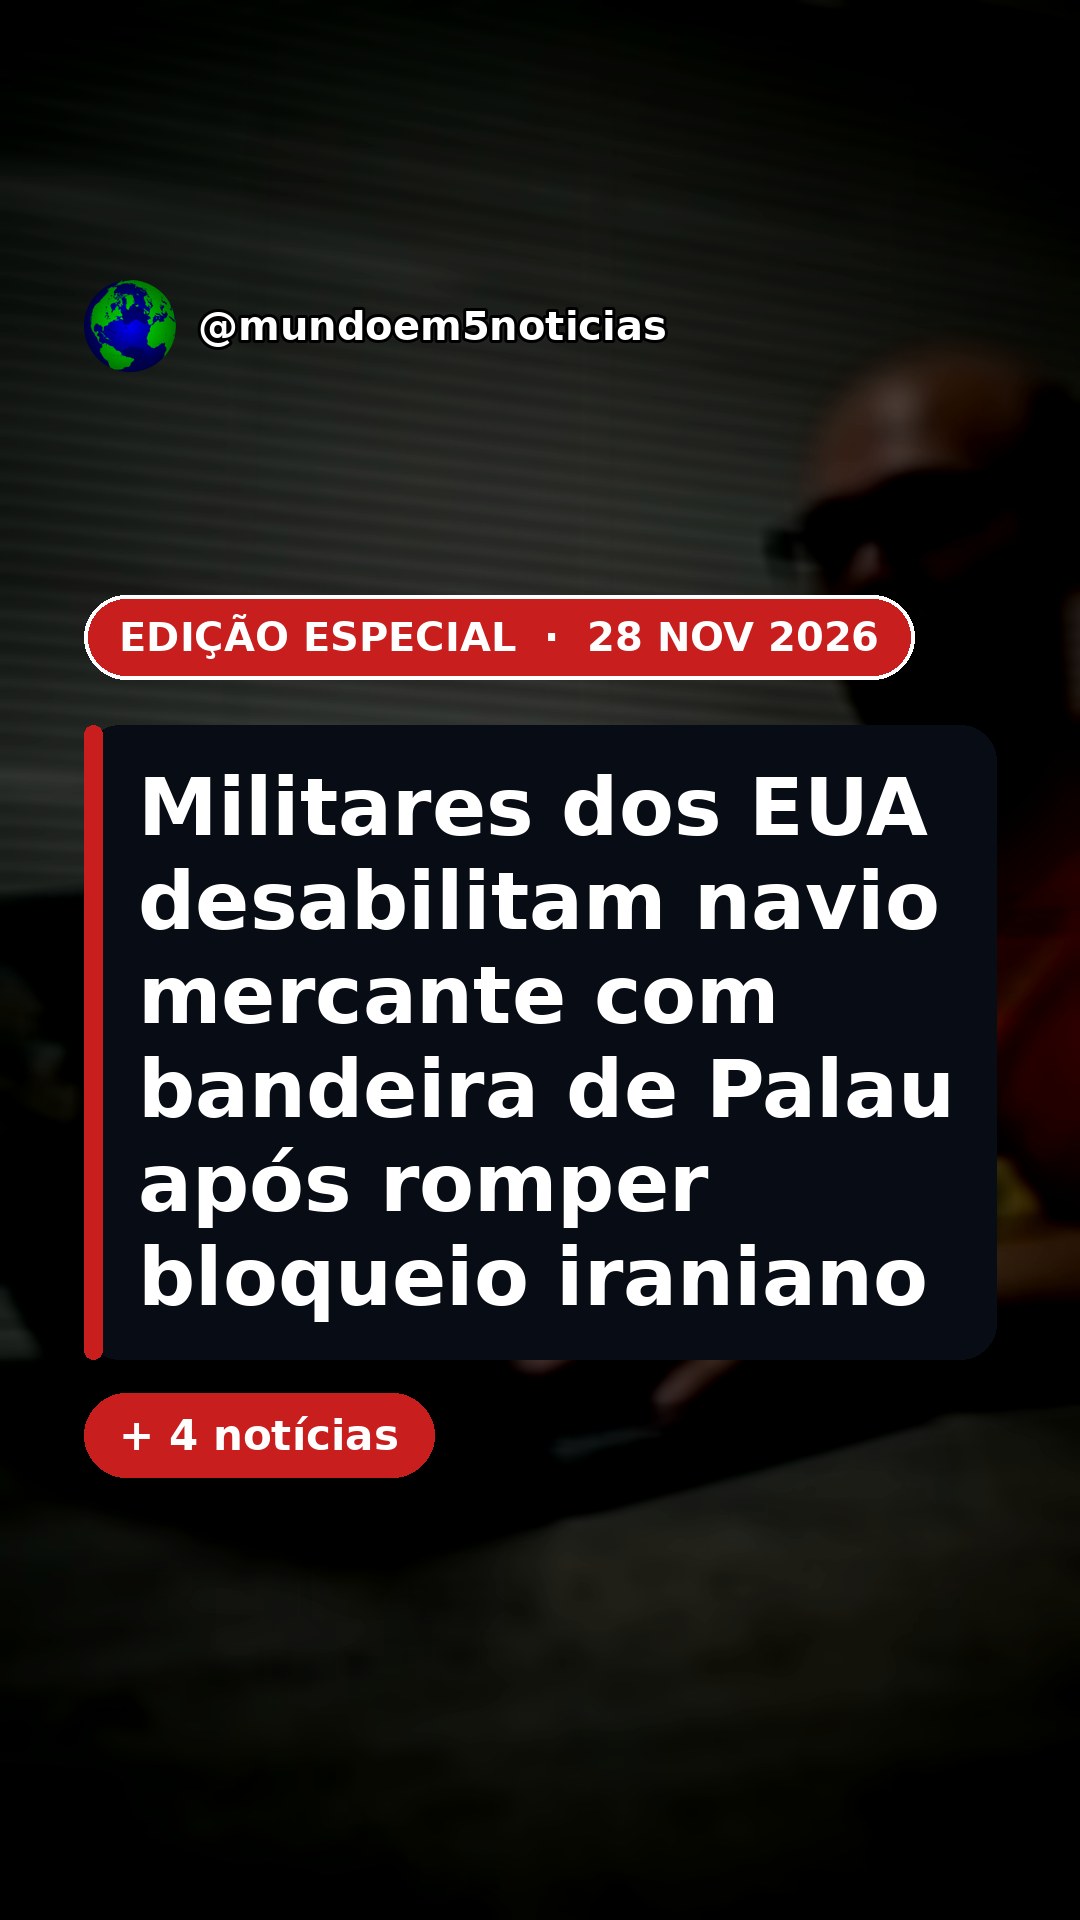 @mundoem5noticias
EDIÇÃO ESPECIAL · 28 NOV 2026
Militares dos EUA
desabilitam navio
mercante com
bandeira de Palau
após romper
bloqueio iraniano
+ 4 notícias